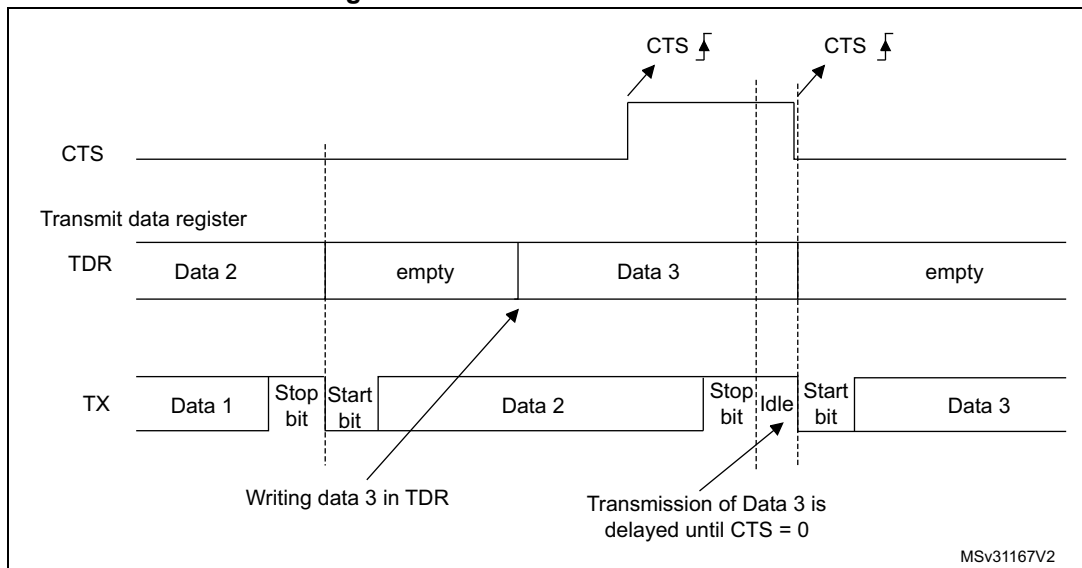 CTS CTS
CTS
Transmit data register
TDR Data 2 empty Data 3 empty
TX Data 1 Stop bit Start bit Data 2 Stop bit Idle Start bit Data 3
Writing data 3 in TDR
Transmission of Data 3 is
delayed until CTS = 0
MSv31167V2